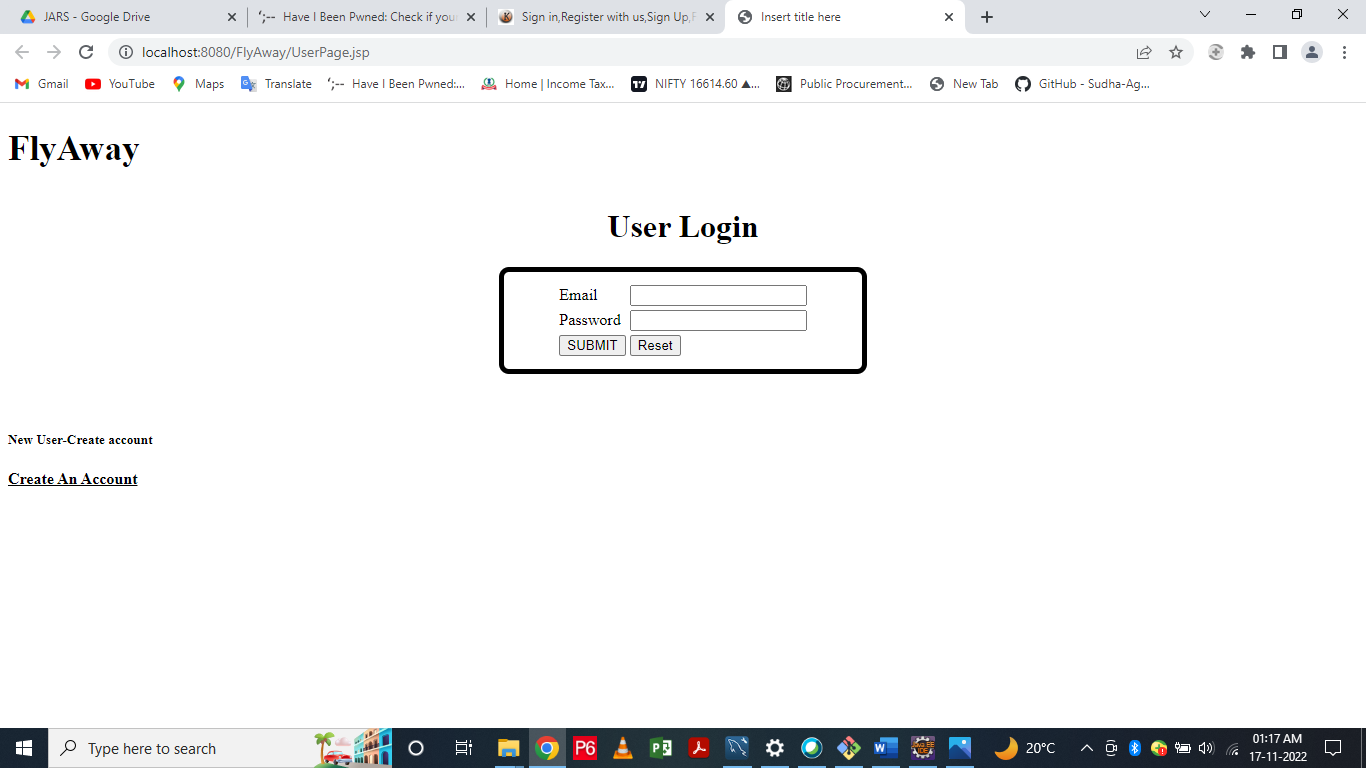 JARS - Google Drive
Have I Been Pwned: Check if your
Sign in,Register with us,Sign Up,F
Insert title here
localhost:8080/FlyAway/UserPage.jsp
Gmail
YouTube
Maps
Translate
Have I Been Pwned:...
Home | Income Tax...
NIFTY 16614.60 ▲...
Public Procurement...
New Tab
GitHub - Sudha-Ag...
FlyAway
User Login
Email
Password
SUBMIT Reset
New User-Create account
Create An Account
Type here to search
P6
20°C
01:17 AM
17-11-2022